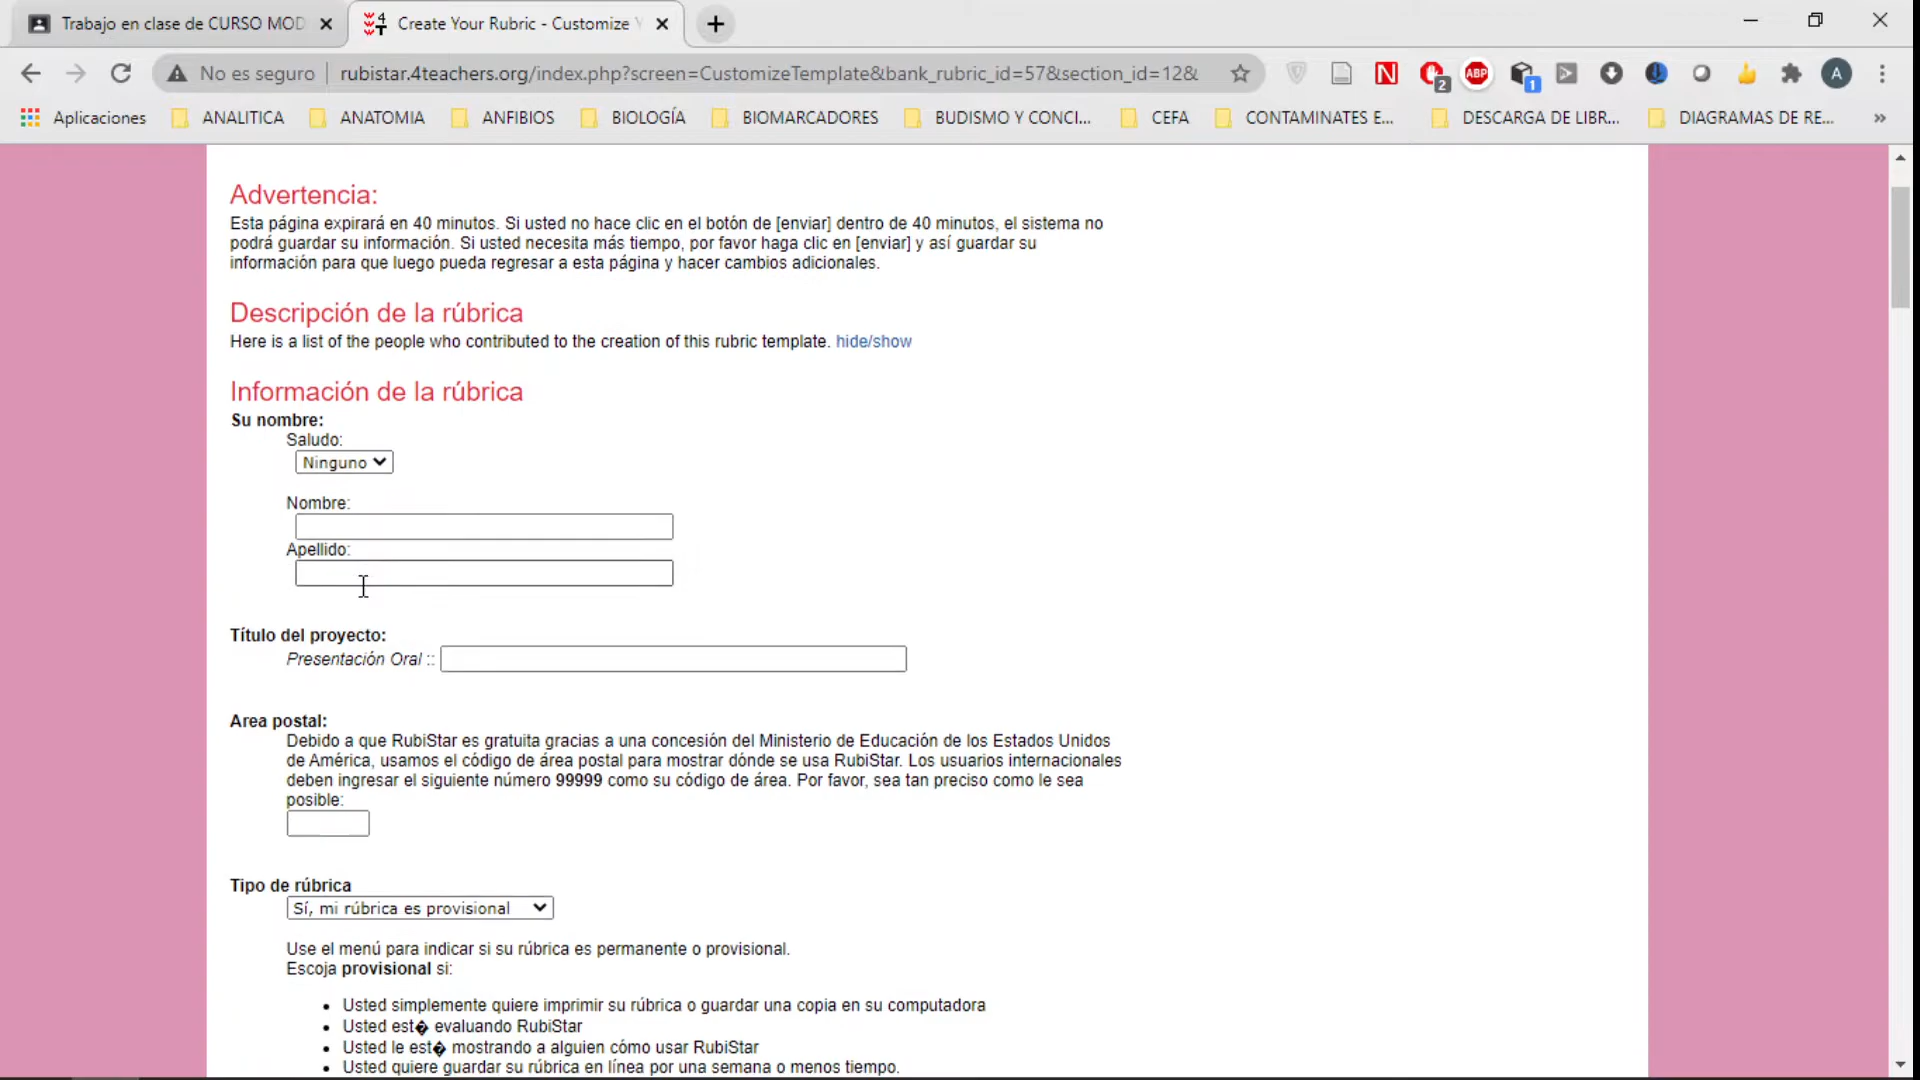 Trabajo en clase de CURSO MOD
Create Your Rubric - Customize Y
No es seguro
rubistar.4teachers.org/index.php?screen=CustomizeTemplate&bank_rubric_id=57&section_id=12&
N
2
ABP
1
A
Aplicaciones
ANALITICA
ANATOMIA
ANFIBIOS
BIOLOGÍA
BIOMARCADORES
BUDISMO Y CONCI...
CEFA
CONTAMINATES E...
DESCARGA DE LIBR...
DIAGRAMAS DE RE...
»
Advertencia:
Esta página expirará en 40 minutos. Si usted no hace clic en el botón de [enviar] dentro de 40 minutos, el sistema no
podrá guardar su información. Si usted necesita más tiempo, por favor haga clic en [enviar] y así guardar su
información para que luego pueda regresar a esta página y hacer cambios adicionales.
Descripción de la rúbrica
Here is a list of the people who contributed to the creation of this rubric template. hide/show
Información de la rúbrica
Su nombre:
Saludo:
Ninguno
Nombre:
Apellido:
Título del proyecto:
Presentación Oral ::
Area postal:
Debido a que RubiStar es gratuita gracias a una concesión del Ministerio de Educación de los Estados Unidos
de América, usamos el código de área postal para mostrar dónde se usa RubiStar. Los usuarios internacionales
deben ingresar el siguiente número 99999 como su código de área. Por favor, sea tan preciso como le sea
posible:
Tipo de rúbrica
Sí, mi rúbrica es provisional
Use el menú para indicar si su rúbrica es permanente o provisional.
Escoja provisional si:
• Usted simplemente quiere imprimir su rúbrica o guardar una copia en su computadora
• Usted est� evaluando RubiStar
• Usted le est� mostrando a alguien cómo usar RubiStar
• Usted quiere guardar su rúbrica en línea por una semana o menos tiempo.